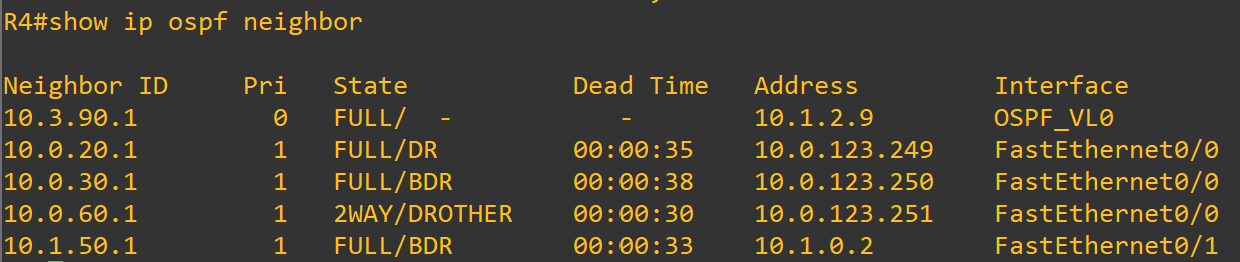 R4#show ip ospf neighbor
Neighbor ID     Pri   State           Dead Time   Address         Interface
10.3.90.1         0   FULL/  -           -        10.1.2.9        OSPF_VL0
10.0.20.1         1   FULL/DR         00:00:35    10.0.123.249    FastEthernet0/0
10.0.30.1         1   FULL/BDR        00:00:38    10.0.123.250    FastEthernet0/0
10.0.60.1         1   2WAY/DROTHER    00:00:30    10.0.123.251    FastEthernet0/0
10.1.50.1         1   FULL/BDR        00:00:33    10.1.0.2        FastEthernet0/1